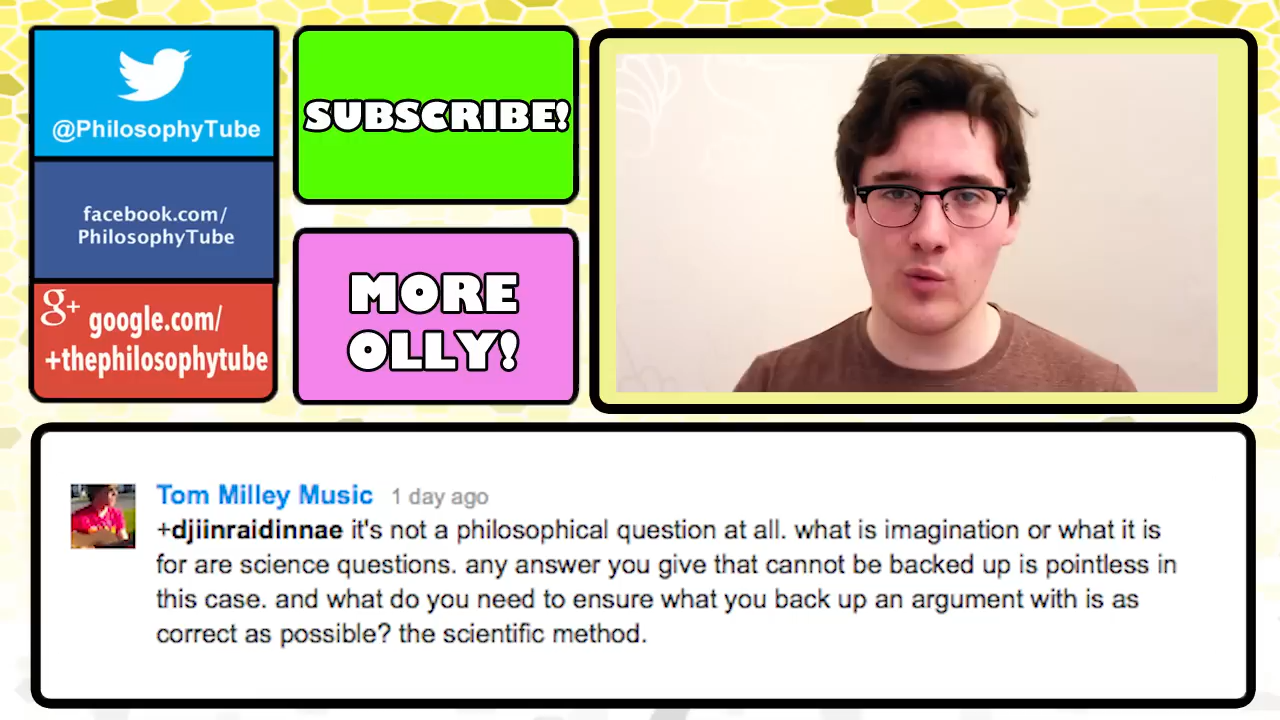 @PhilosophyTube
facebook.com/
PhilosophyTube
g+ google.com/
+thephilosophytube
SUBSCRIBE!
MORE
OLLY!
Tom Milley Music 1 day ago
+djiinraidinnae it's not a philosophical question at all. what is imagination or what it is
for are science questions. any answer you give that cannot be backed up is pointless in
this case. and what do you need to ensure what you back up an argument with is as
correct as possible? the scientific method.